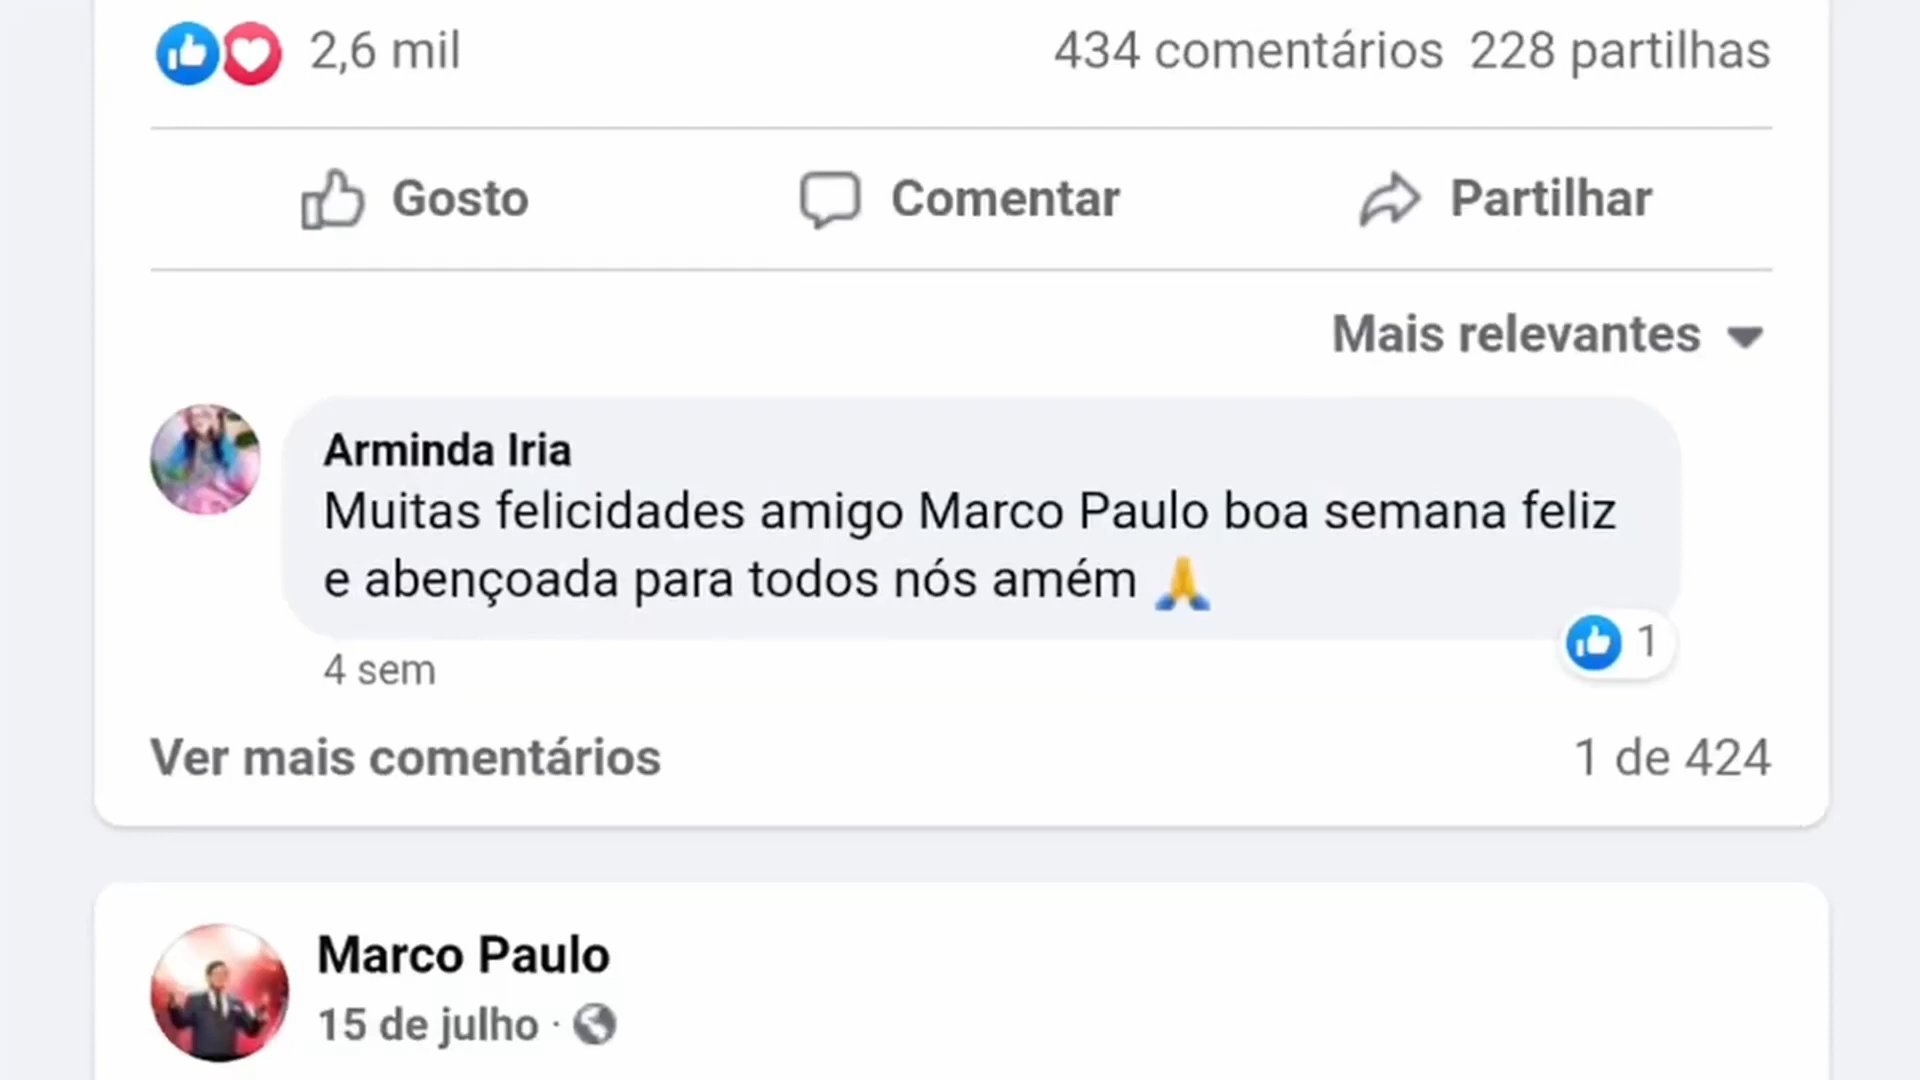 2,6 mil
434 comentários 228 partilhas
Gosto
Comentar
Partilhar
Mais relevantes
Arminda Iria
Muitas felicidades amigo Marco Paulo boa semana feliz
e abençoada para todos nós amém 🙏
1
4 sem
Ver mais comentários
1 de 424
Marco Paulo
15 de julho ·